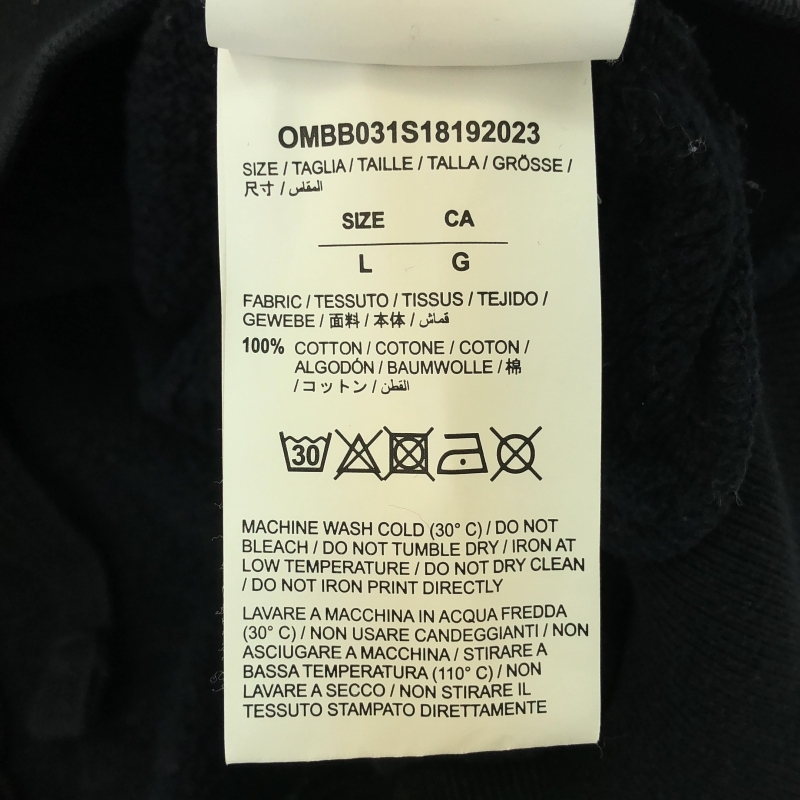 OMBB031S18192023
SIZE / TAGLIA / TAILLE / TALLA / GRÖSSE /
尺寸 / المقاس
SIZE CA
L G
FABRIC / TESSUTO / TISSUS / TEJIDO /
GEWEBE / 面料 / 本体 / قماش
100% COTTON / COTONE / COTON /
ALGODÓN / BAUMWOLLE / 棉
/ コットン / القطن
30
MACHINE WASH COLD (30° C) / DO NOT
BLEACH / DO NOT TUMBLE DRY / IRON AT
LOW TEMPERATURE / DO NOT DRY CLEAN
/ DO NOT IRON PRINT DIRECTLY
LAVARE A MACCHINA IN ACQUA FREDDA
(30° C) / NON USARE CANDEGGIANTI / NON
ASCIUGARE A MACCHINA / STIRARE A
BASSA TEMPERATURA (110° C) / NON
LAVARE A SECCO / NON STIRARE IL
TESSUTO STAMPATO DIRETTAMENTE